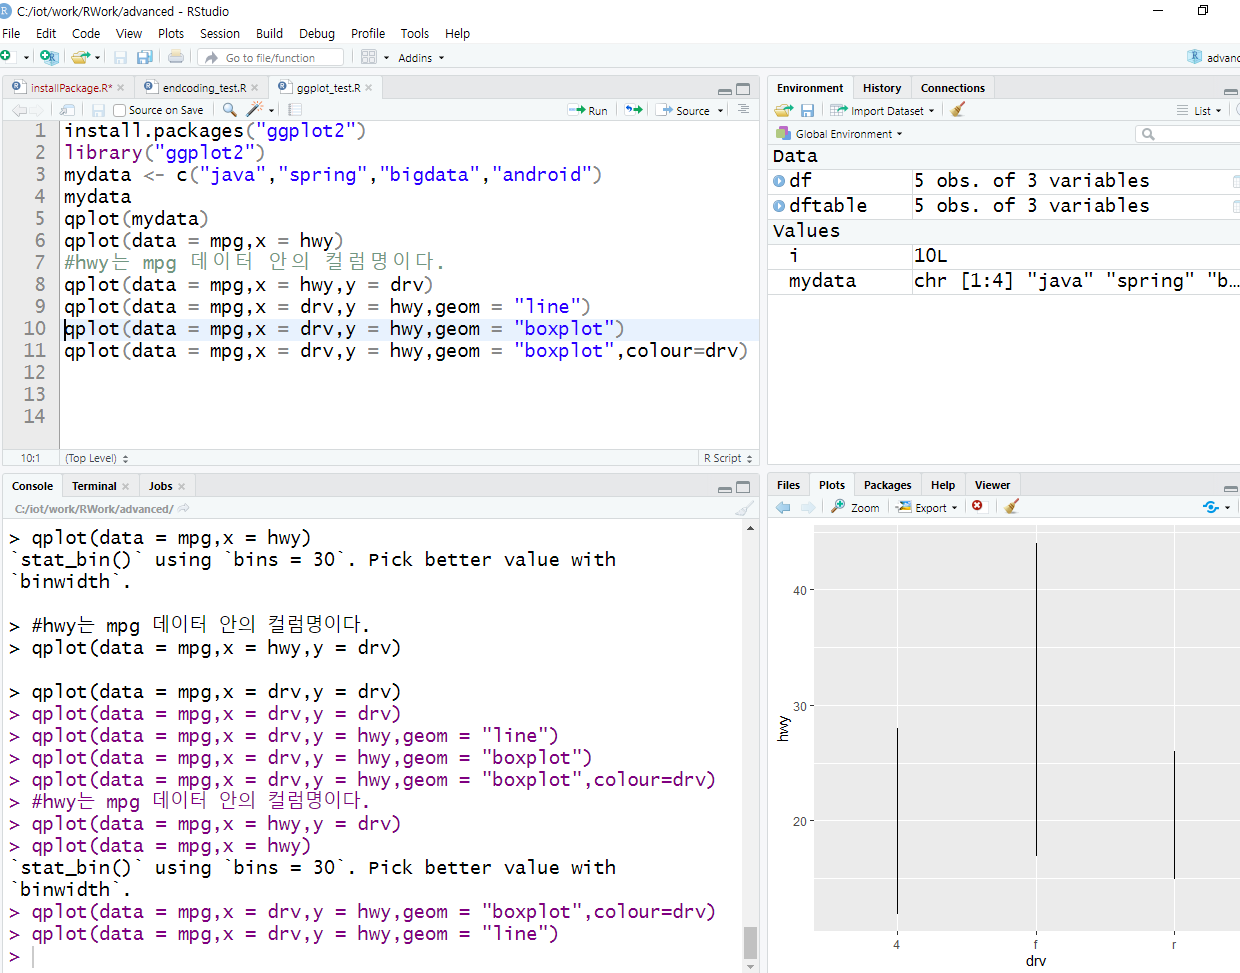 C:/iot/work/RWork/advanced - RStudio
File Edit Code View Plots Session Build Debug Profile Tools Help
Go to file/function Addins advanc
installPackage.R* endcoding_test.R ggplot_test.R
Source on Save Run Source
1 install.packages("ggplot2")
2 library("ggplot2")
3 mydata <- c("java","spring","bigdata","android")
4 mydata
5 qplot(mydata)
6 qplot(data = mpg,x = hwy)
7 #hwy는 mpg 데이터 안의 컬럼명이다.
8 qplot(data = mpg,x = hwy,y = drv)
9 qplot(data = mpg,x = drv,y = hwy,geom = "line")
10 qplot(data = mpg,x = drv,y = hwy,geom = "boxplot")
11 qplot(data = mpg,x = drv,y = hwy,geom = "boxplot",colour=drv)
12
13
14
10:1 (Top Level) R Script
Environment History Connections
Import Dataset List
Global Environment
Data
df 5 obs. of 3 variables
dftable 5 obs. of 3 variables
Values
i 10L
mydata chr [1:4] "java" "spring" "b…
Console Terminal Jobs
C:/iot/work/RWork/advanced/
> qplot(data = mpg,x = hwy)
`stat_bin()` using `bins = 30`. Pick better value with
`binwidth`.
> #hwy는 mpg 데이터 안의 컬럼명이다.
> qplot(data = mpg,x = hwy,y = drv)
> qplot(data = mpg,x = drv,y = drv)
> qplot(data = mpg,x = drv,y = drv)
> qplot(data = mpg,x = drv,y = hwy,geom = "line")
> qplot(data = mpg,x = drv,y = hwy,geom = "boxplot")
> qplot(data = mpg,x = drv,y = hwy,geom = "boxplot",colour=drv)
> #hwy는 mpg 데이터 안의 컬럼명이다.
> qplot(data = mpg,x = hwy,y = drv)
> qplot(data = mpg,x = hwy)
`stat_bin()` using `bins = 30`. Pick better value with
`binwidth`.
> qplot(data = mpg,x = drv,y = hwy,geom = "boxplot",colour=drv)
> qplot(data = mpg,x = drv,y = hwy,geom = "line")
>
Files Plots Packages Help Viewer
Zoom Export
40
30
20
hwy
4 f r
drv